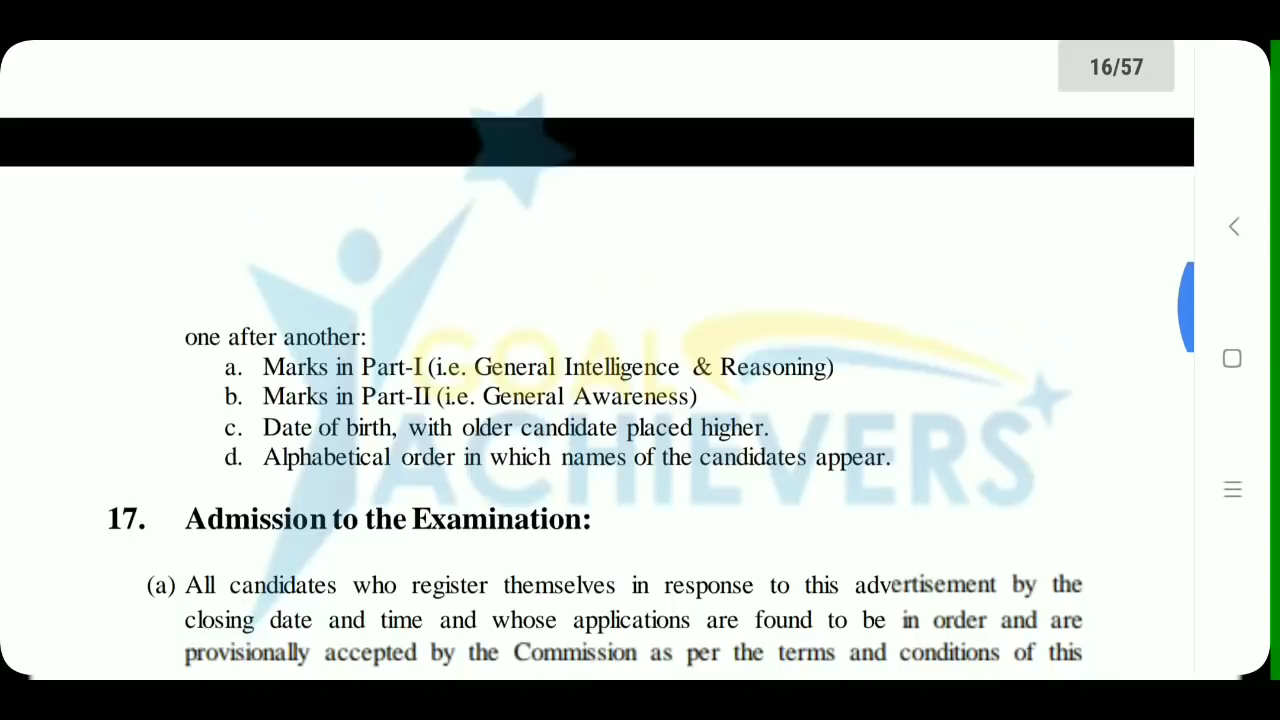 16/57
one after another:
a. Marks in Part-I (i.e. General Intelligence & Reasoning)
b. Marks in Part-II (i.e. General Awareness)
c. Date of birth, with older candidate placed higher.
d. Alphabetical order in which names of the candidates appear.
GOAL
ACHIEVERS
17. Admission to the Examination:
(a) All candidates who register themselves in response to this advertisement by the
closing date and time and whose applications are found to be in order and are
provisionally accepted by the Commission as per the terms and conditions of this